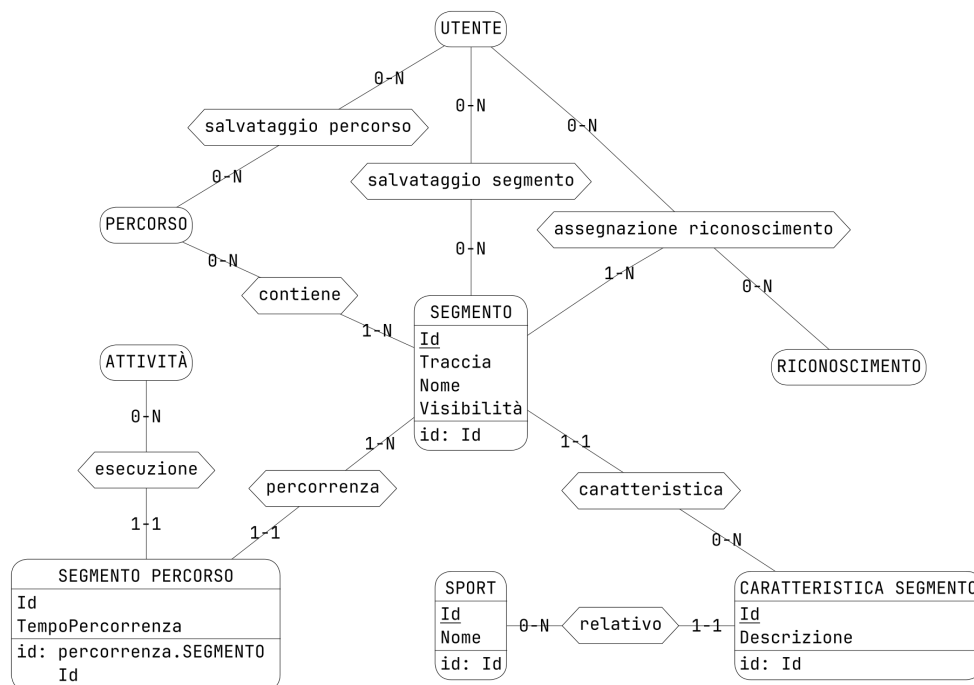 UTENTE
0-N
salvataggio percorso
0-N
0-N
0-N
salvataggio segmento
0-N
PERCORSO
assegnazione riconoscimento
0-N
0-N
1-N
0-N
contiene
1-N
SEGMENTO
Id
Traccia
Nome
Visibilità
id: Id
ATTIVITÀ
RICONOSCIMENTO
0-N
1-N
1-1
esecuzione
percorrenza
caratteristica
1-1
1-1
0-N
SEGMENTO PERCORSO
Id
TempoPercorrenza
id: percorrenza.SEGMENTO
Id
SPORT
Id
Nome
id: Id
0-N
relativo
1-1
CARATTERISTICA SEGMENTO
Id
Descrizione
id: Id